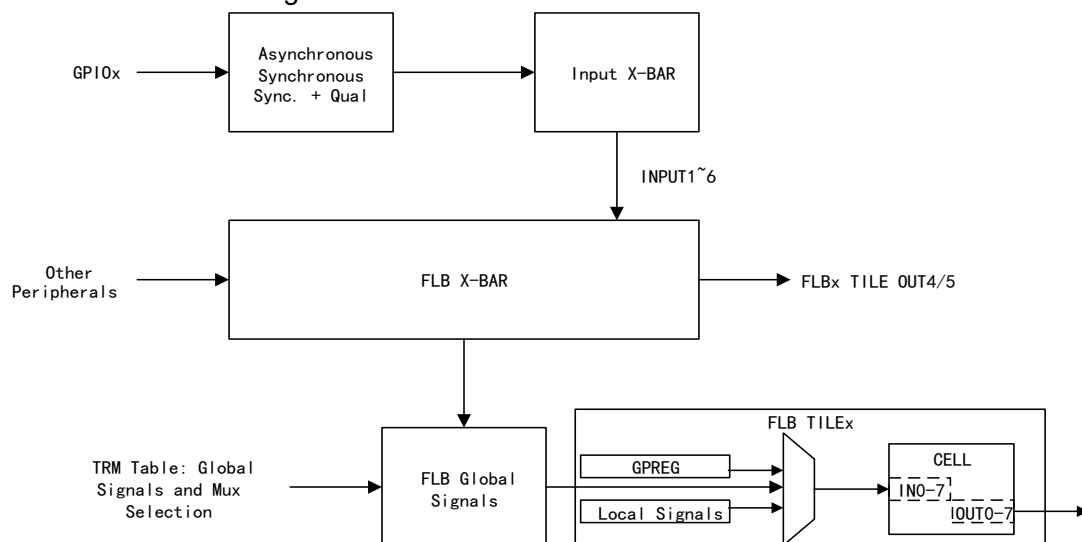 GPIOx
Asynchronous
Synchronous
Sync. + Qual
Input X-BAR
INPUT1~6
Other
Peripherals
FLB X-BAR
FLBx TILE OUT4/5
TRM Table: Global
Signals and Mux
Selection
FLB Global
Signals
FLB TILEx
GPREG
Local Signals
CELL
IN0-7
OUT0-7